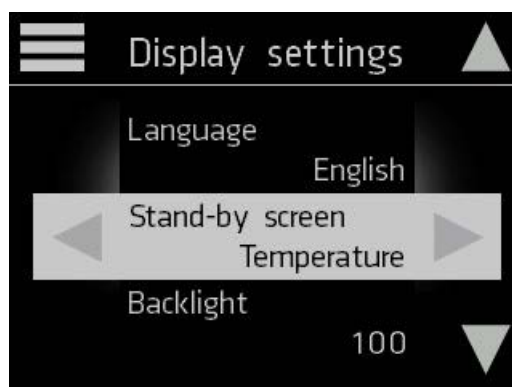 Display settings
Language
English
Stand-by screen
Temperature
Backlight
100